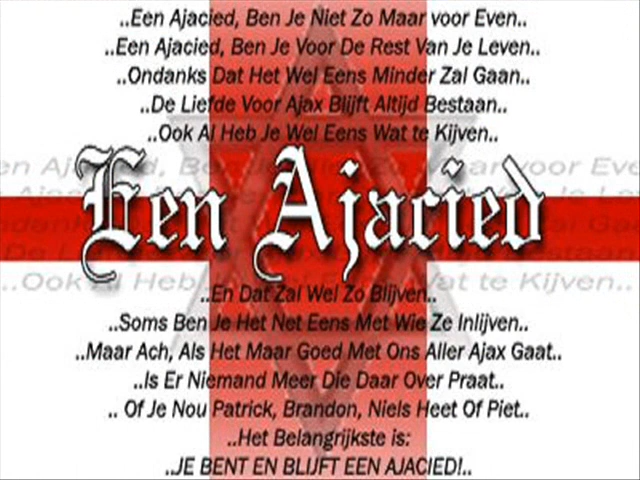 ..Een Ajacied, Ben Je Niet Zo Maar voor Even..
..Een Ajacied, Ben Je Voor De Rest Van Je Leven..
..Ondanks Dat Het Wel Eens Minder Zal Gaan..
..De Liefde Voor Ajax Blijft Altijd Bestaan..
..Ook Al Heb Je Wel Eens Wat te Kijven..
Een Ajacied
..En Dat Zal Wel Zo Blijven..
..Soms Ben Je Het Net Eens Met Wie Ze Inlijven..
..Maar Ach, Als Het Maar Goed Met Ons Aller Ajax Gaat..
..Is Er Niemand Meer Die Daar Over Praat..
.. Of Je Nou Patrick, Brandon, Niels Heet Of Piet..
..Het Belangrijkste is:
..JE BENT EN BLIJFT EEN AJACIED!..